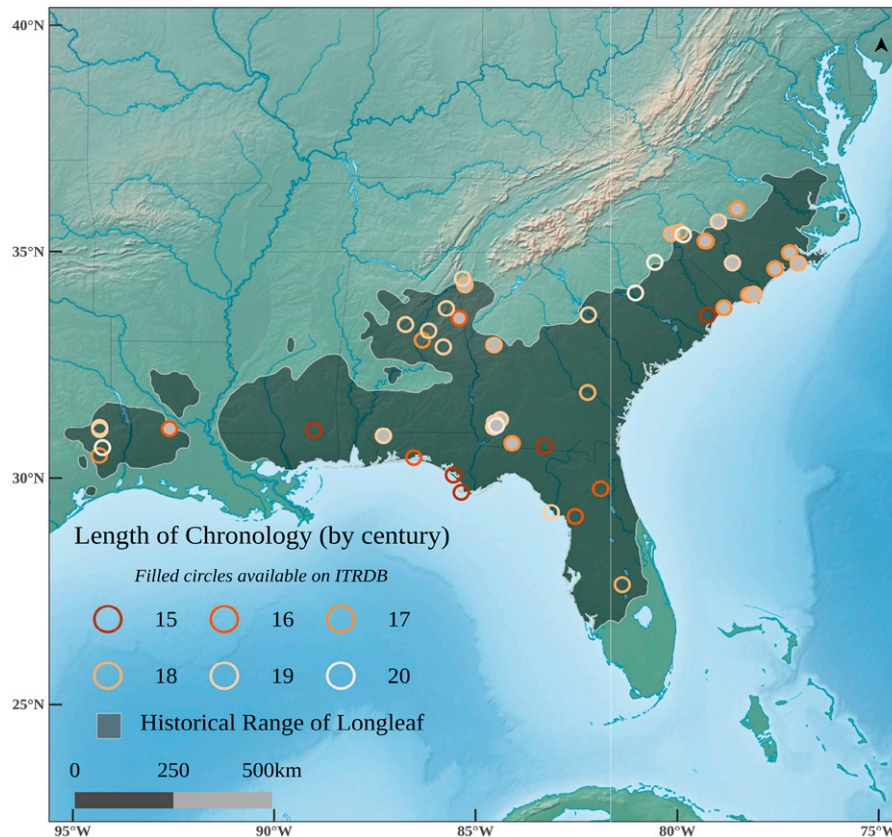 40°N
35°N
30°N
25°N
Length of Chronology (by century)
Filled circles available on ITRDB
15 16 17
18 19 20
Historical Range of Longleaf
0 250 500km
95°W 90°W 85°W 80°W 75°W